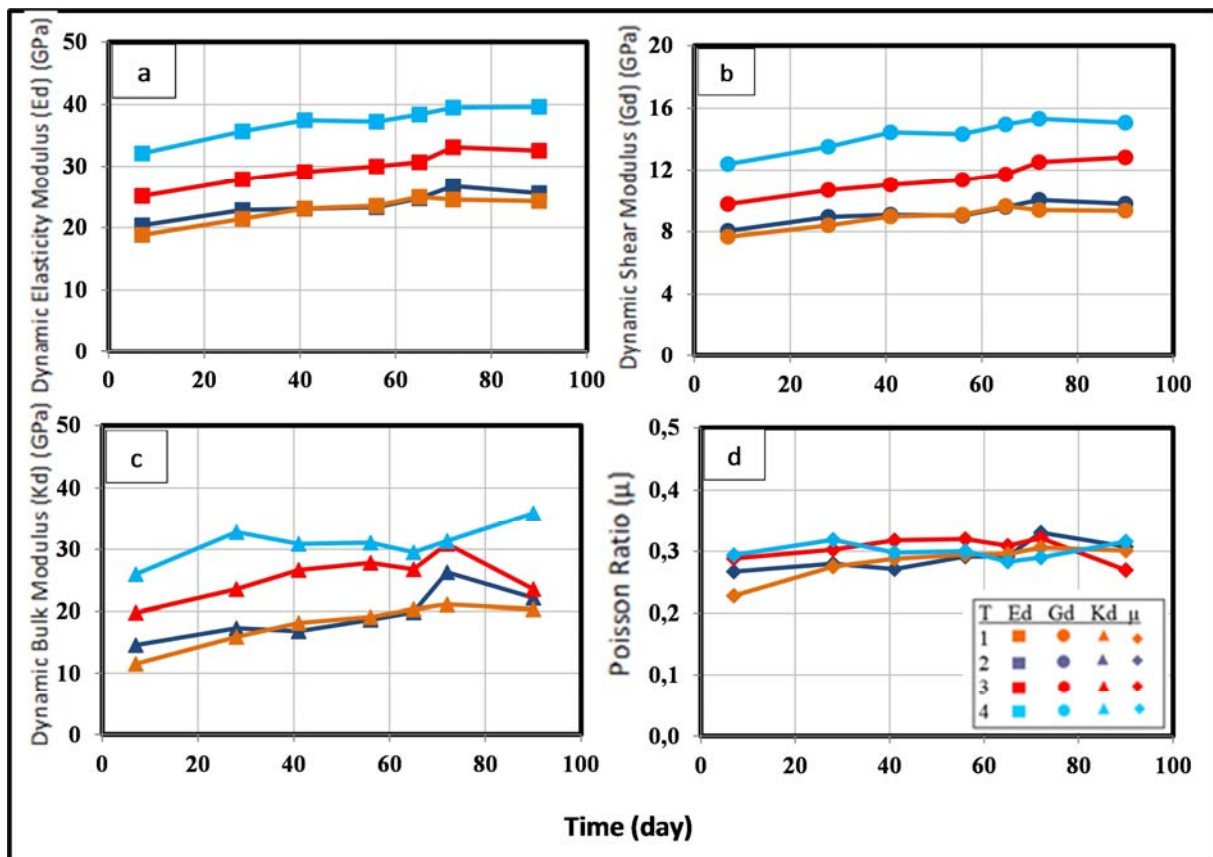 Dynamic Elasticity Modulus (Ed) (GPa)
a
50
40
30
20
10
0
0 20 40 60 80 100
Dynamic Shear Modulus (Gd) (GPa)
b
20
16
12
8
4
0
0 20 40 60 80 100
Dynamic Bulk Modulus (Kd) (GPa)
c
50
40
30
20
10
0
0 20 40 60 80 100
Poisson Ratio (μ)
d
0,5
0,4
0,3
0,2
0,1
0,0
0 20 40 60 80 100
T Ed Gd Kd μ
1
2
3
4
Time (day)